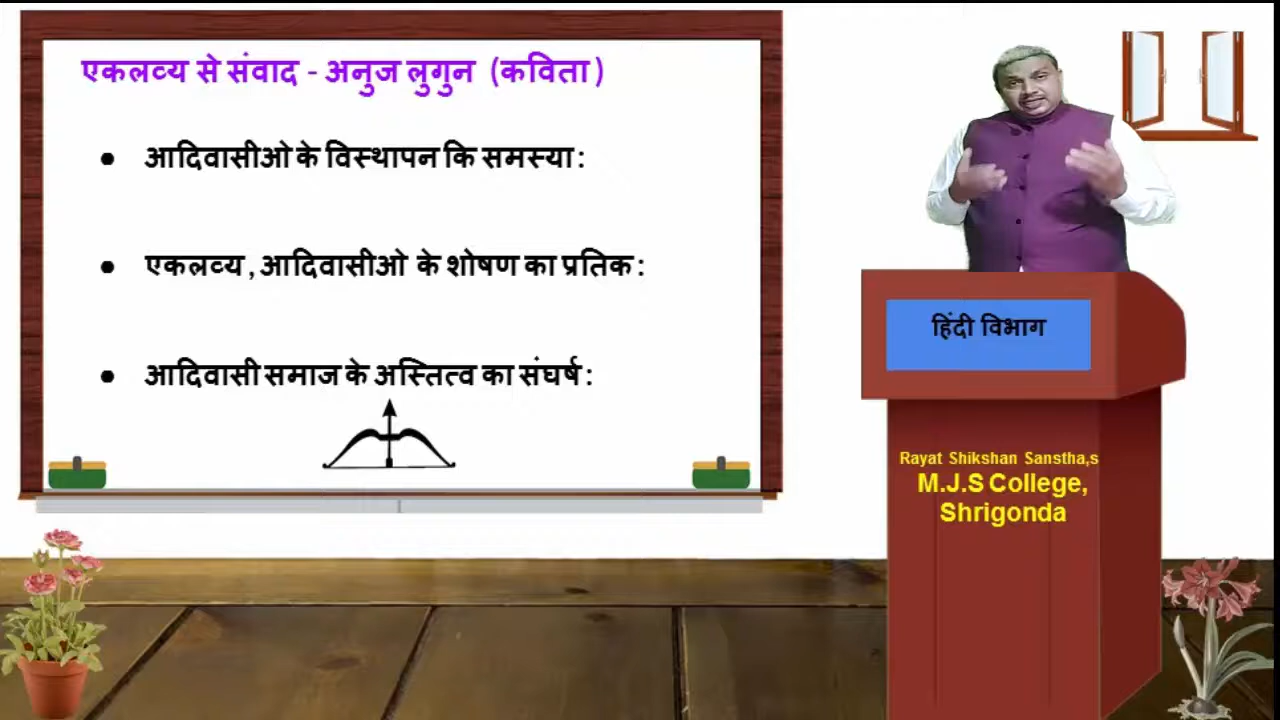 एकलव्य से संवाद - अनुज लुगुन (कविता)
• आदिवासीओ के विस्थापन कि समस्या :
• एकलव्य , आदिवासीओ के शोषण का प्रतिक :
• आदिवासी समाज के अस्तित्व का संघर्ष :
हिंदी विभाग
Rayat Shikshan Sanstha,s
M.J.S College,
Shrigonda